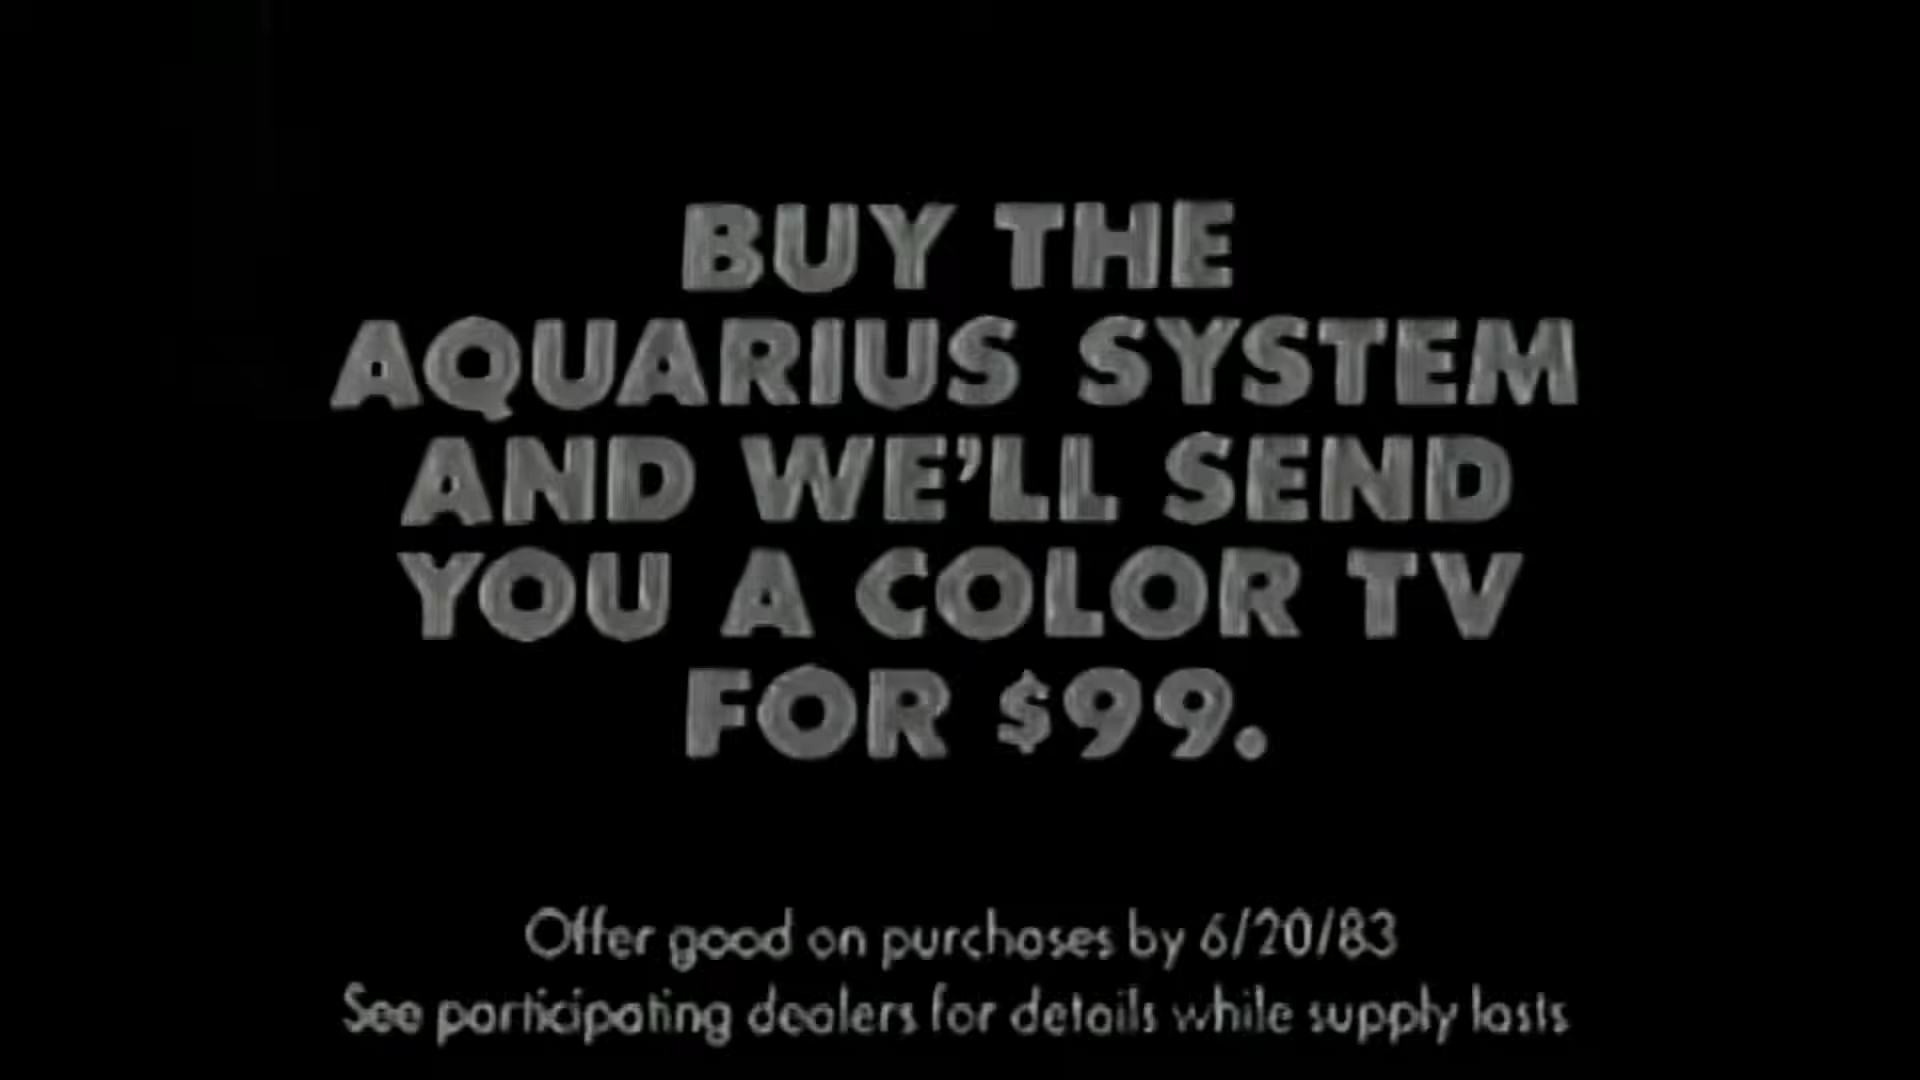 BUY THE
AQUARIUS SYSTEM
AND WE'LL SEND
YOU A COLOR TV
FOR $99.
Offer good on purchases by 6/20/83
See participating dealers for details while supply lasts